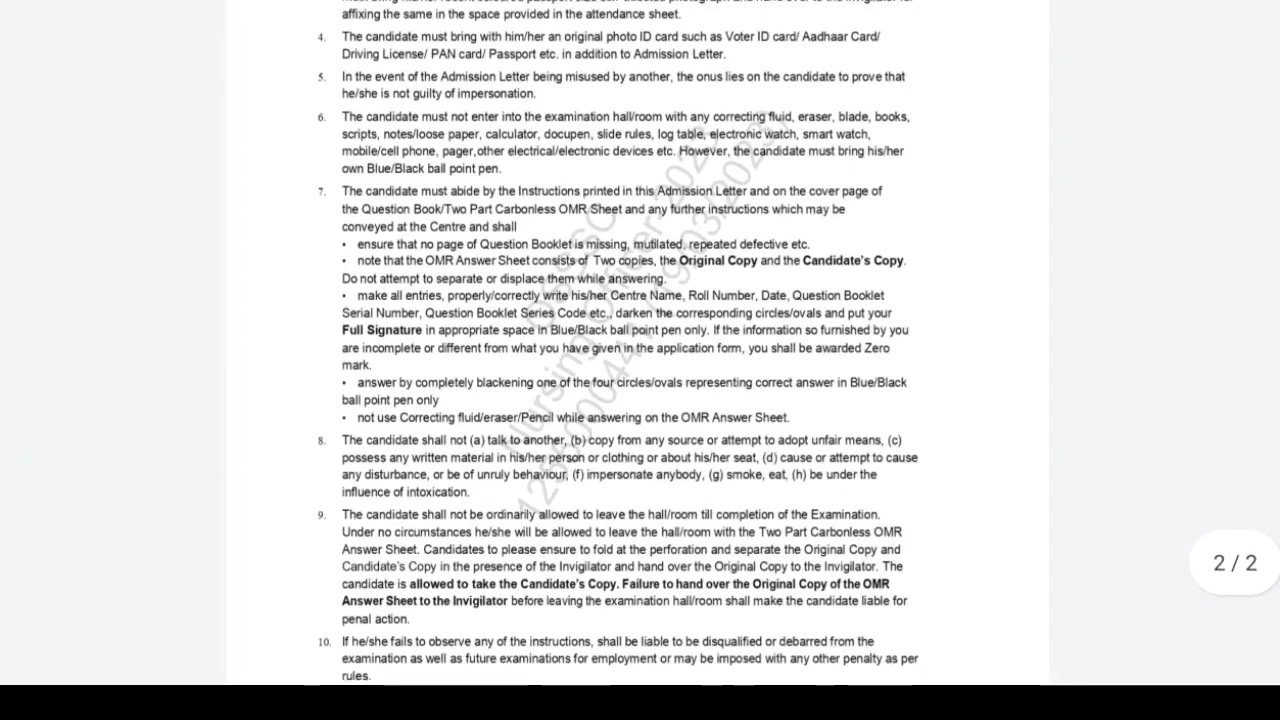 affixing the same in the space provided in the attendance sheet.
4. The candidate must bring with him/her an original photo ID card such as Voter ID card/ Aadhaar Card/
Driving License/ PAN card/ Passport etc. in addition to Admission Letter.
5. In the event of the Admission Letter being misused by another, the onus lies on the candidate to prove that
he/she is not guilty of impersonation.
6. The candidate must not enter into the examination hall/room with any correcting fluid, eraser, blade, books,
scripts, notes/loose paper, calculator, docupen, slide rules, log table, electronic watch, smart watch,
mobile/cell phone, pager,other electrical/electronic devices etc. However, the candidate must bring his/her
own Blue/Black ball point pen.
7. The candidate must abide by the Instructions printed in this Admission Letter and on the cover page of
the Question Book/Two Part Carbonless OMR Sheet and any further instructions which may be
conveyed at the Centre and shall
• ensure that no page of Question Booklet is missing, mutilated, repeated defective etc.
• note that the OMR Answer Sheet consists of Two copies, the Original Copy and the Candidate's Copy.
Do not attempt to separate or displace them while answering.
• make all entries, properly/correctly write his/her Centre Name, Roll Number, Date, Question Booklet
Serial Number, Question Booklet Series Code etc., darken the corresponding circles/ovals and put your
Full Signature in appropriate space in Blue/Black ball point pen only. If the information so furnished by you
are incomplete or different from what you have given in the application form, you shall be awarded Zero
mark.
• answer by completely blackening one of the four circles/ovals representing correct answer in Blue/Black
ball point pen only
• not use Correcting fluid/eraser/Pencil while answering on the OMR Answer Sheet.
8. The candidate shall not (a) talk to another, (b) copy from any source or attempt to adopt unfair means, (c)
possess any written material in his/her person or clothing or about his/her seat, (d) cause or attempt to cause
any disturbance, or be of unruly behaviour, (f) impersonate anybody, (g) smoke, eat, (h) be under the
influence of intoxication.
9. The candidate shall not be ordinarily allowed to leave the hall/room till completion of the Examination.
Under no circumstances he/she will be allowed to leave the hall/room with the Two Part Carbonless OMR
Answer Sheet. Candidates to please ensure to fold at the perforation and separate the Original Copy and
Candidate's Copy in the presence of the Invigilator and hand over the Original Copy to the Invigilator. The
candidate is allowed to take the Candidate's Copy. Failure to hand over the Original Copy of the OMR
Answer Sheet to the Invigilator before leaving the examination hall/room shall make the candidate liable for
penal action.
10. If he/she fails to observe any of the instructions, shall be liable to be disqualified or debarred from the
examination as well as future examinations for employment or may be imposed with any other penalty as per
rules.
Nursing Officer
2 / 2